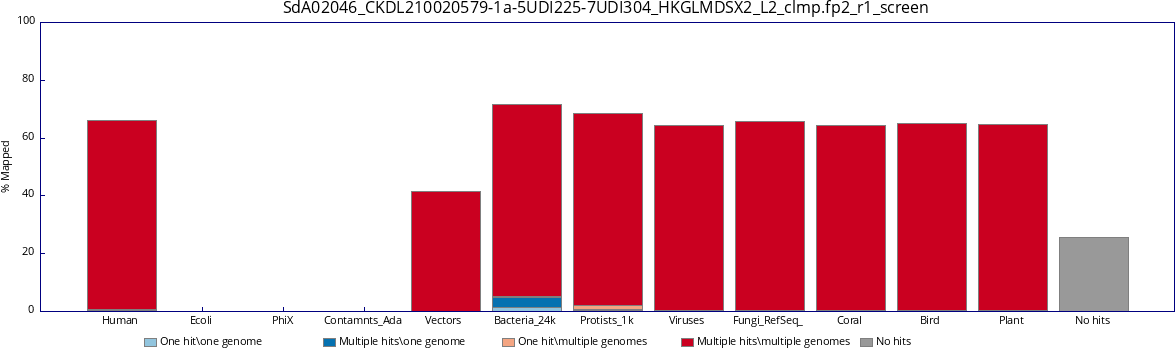 SdA02046_CKDL210020579-1a-5UDI225-7UDI304_HKGLMDSX2_L2_clmp.fp2_r1_screen
100
80
60
40
20
0
% Mapped
Human Ecoli PhiX Contamnts_Ada Vectors Bacteria_24k Protists_1k Viruses Fungi_RefSeq_ Coral Bird Plant No hits
One hit\one genome Multiple hits\one genome One hit\multiple genomes Multiple hits\multiple genomes No hits